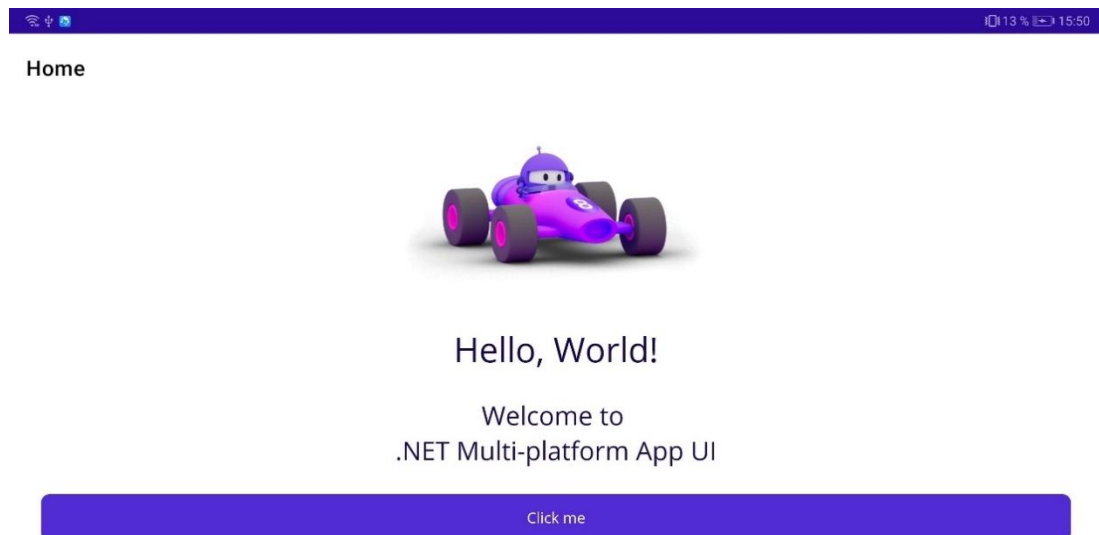 13 % 15:50
Home
Hello, World!
Welcome to
.NET Multi-platform App UI
Click me